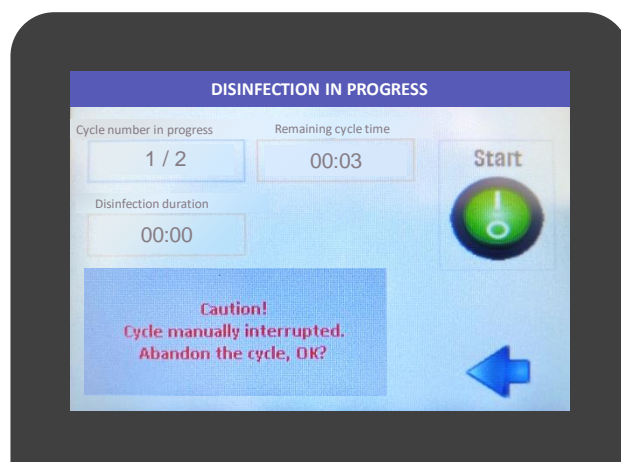 DISINFECTION IN PROGRESS
Cycle number in progress
Remaining cycle time
1 / 2
00:03
Start
Disinfection duration
00:00
Caution!
Cycle manually interrupted.
Abandon the cycle, OK?